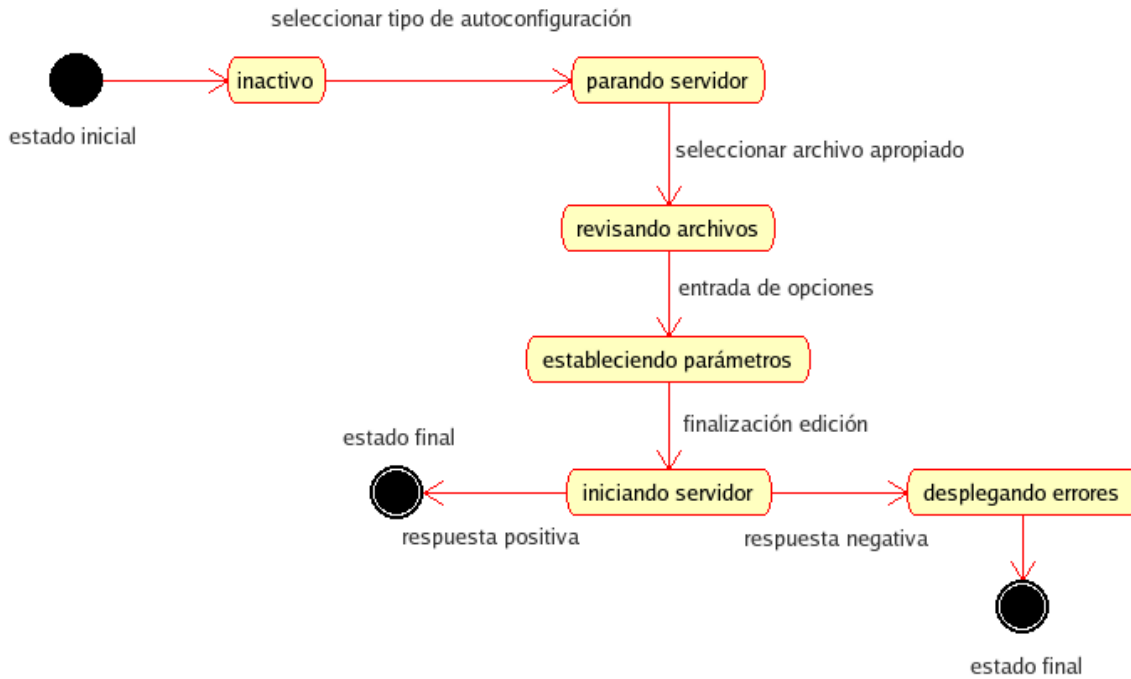 seleccionar tipo de autoconfiguración
inactivo
parando servidor
estado inicial
seleccionar archivo apropiado
revisando archivos
entrada de opciones
estableciendo parámetros
finalización edición
estado final
iniciando servidor
desplegando errores
respuesta positiva
respuesta negativa
estado final